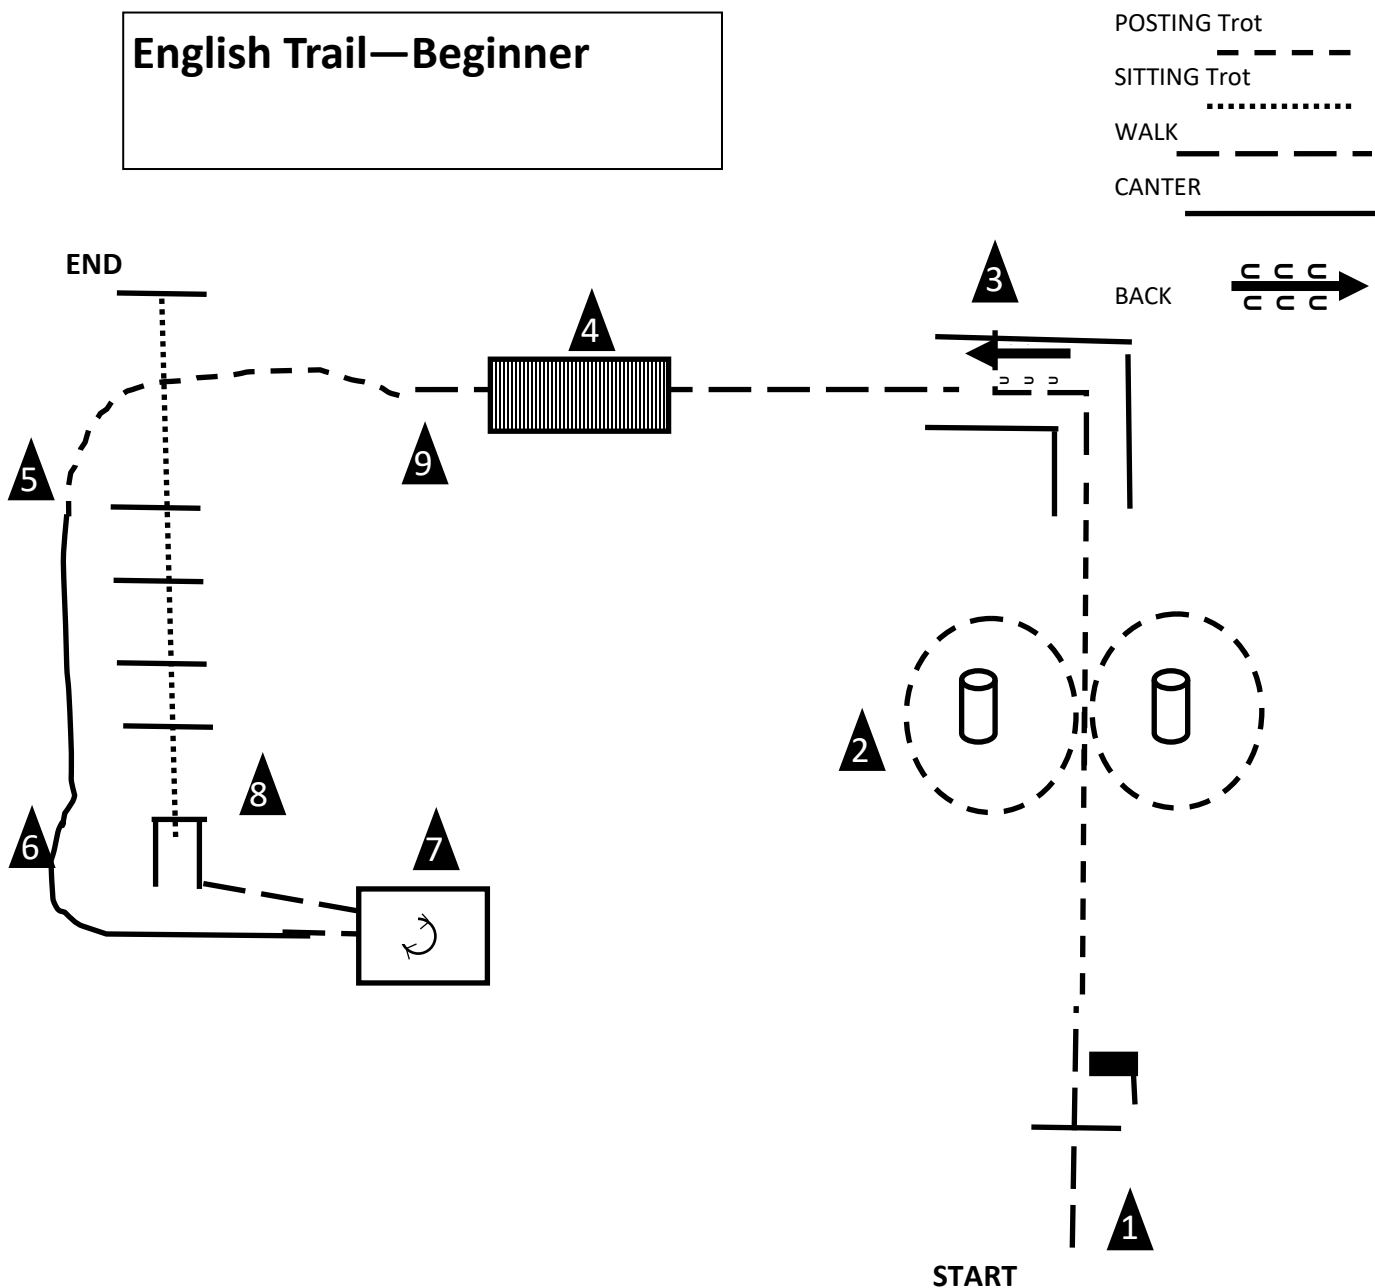 English Trail—Beginner
POSTING Trot
SITTING Trot
WALK
CANTER
BACK
END
3
4
5
9
2
8
6
7
1
START